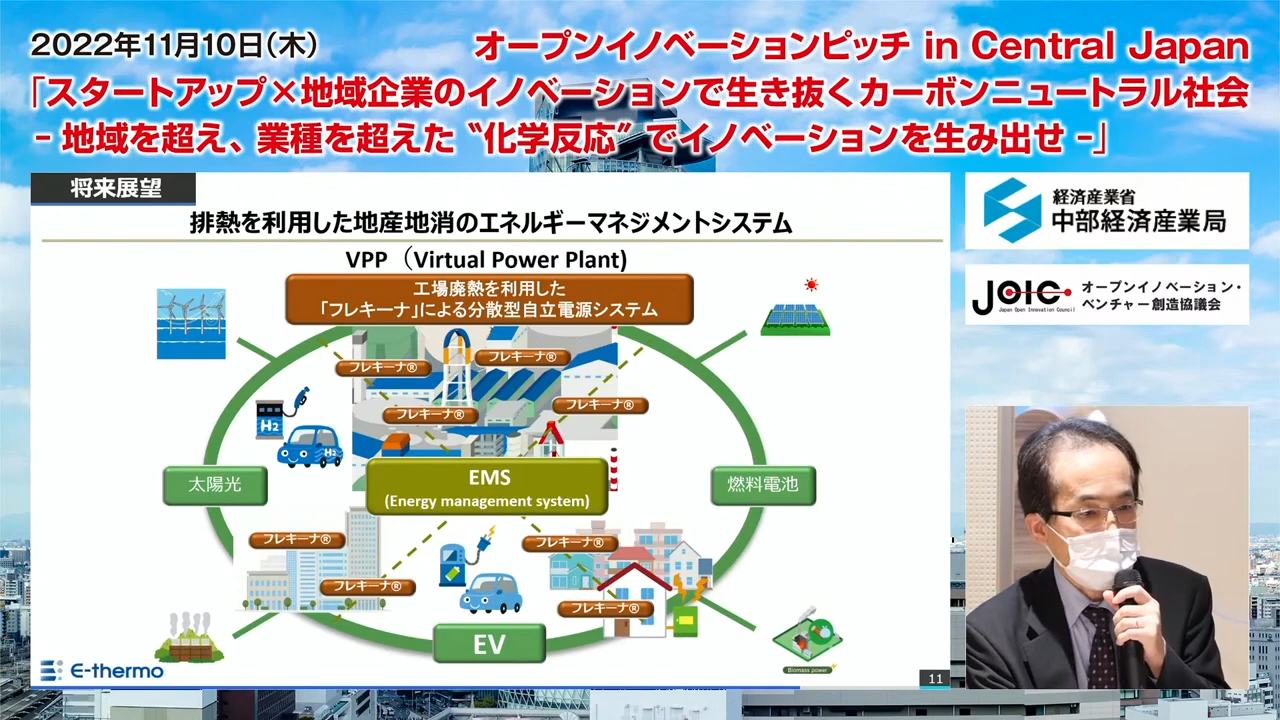 2022年11月10日(木)
オープンイノベーションピッチ in Central Japan
「スタートアップ×地域企業のイノベーションで生き抜くカーボンニュートラル社会
- 地域を超え、業種を超えた〝化学反応〟でイノベーションを生み出せ -」
将来展望
排熱を利用した地産地消のエネルギーマネジメントシステム
VPP (Virtual Power Plant)
工場廃熱を利用した
「フレキーナ」による分散型自立電源システム
フレキーナ®
フレキーナ®
フレキーナ®
フレキーナ®
H2
H2
太陽光
EMS
(Energy management system)
燃料電池
フレキーナ®
フレキーナ®
フレキーナ®
フレキーナ®
EV
Biomass power
E-thermo
11
経済産業省
中部経済産業局
JOIC
Japan Open Innovation Council
オープンイノベーション・
ベンチャー創造協議会